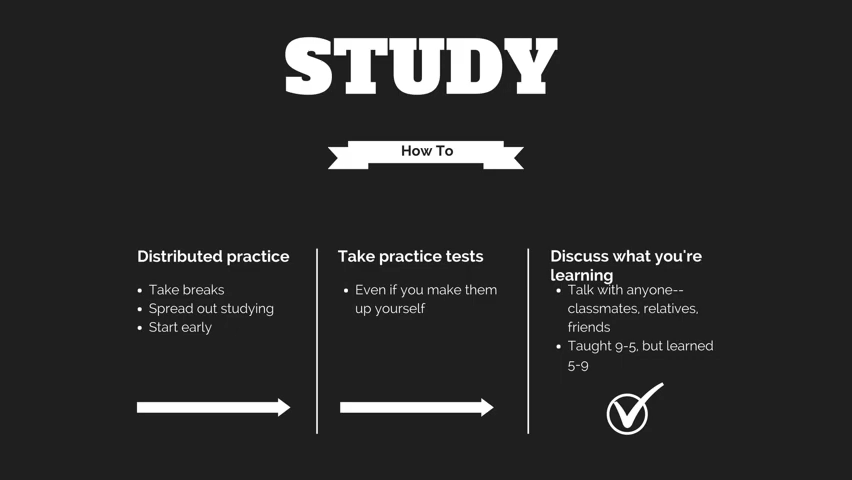 STUDY
How To
Distributed practice
• Take breaks
• Spread out studying
• Start early
Take practice tests
• Even if you make them
up yourself
Discuss what you're
learning
• Talk with anyone--
classmates, relatives,
friends
• Taught 9-5, but learned
5-9